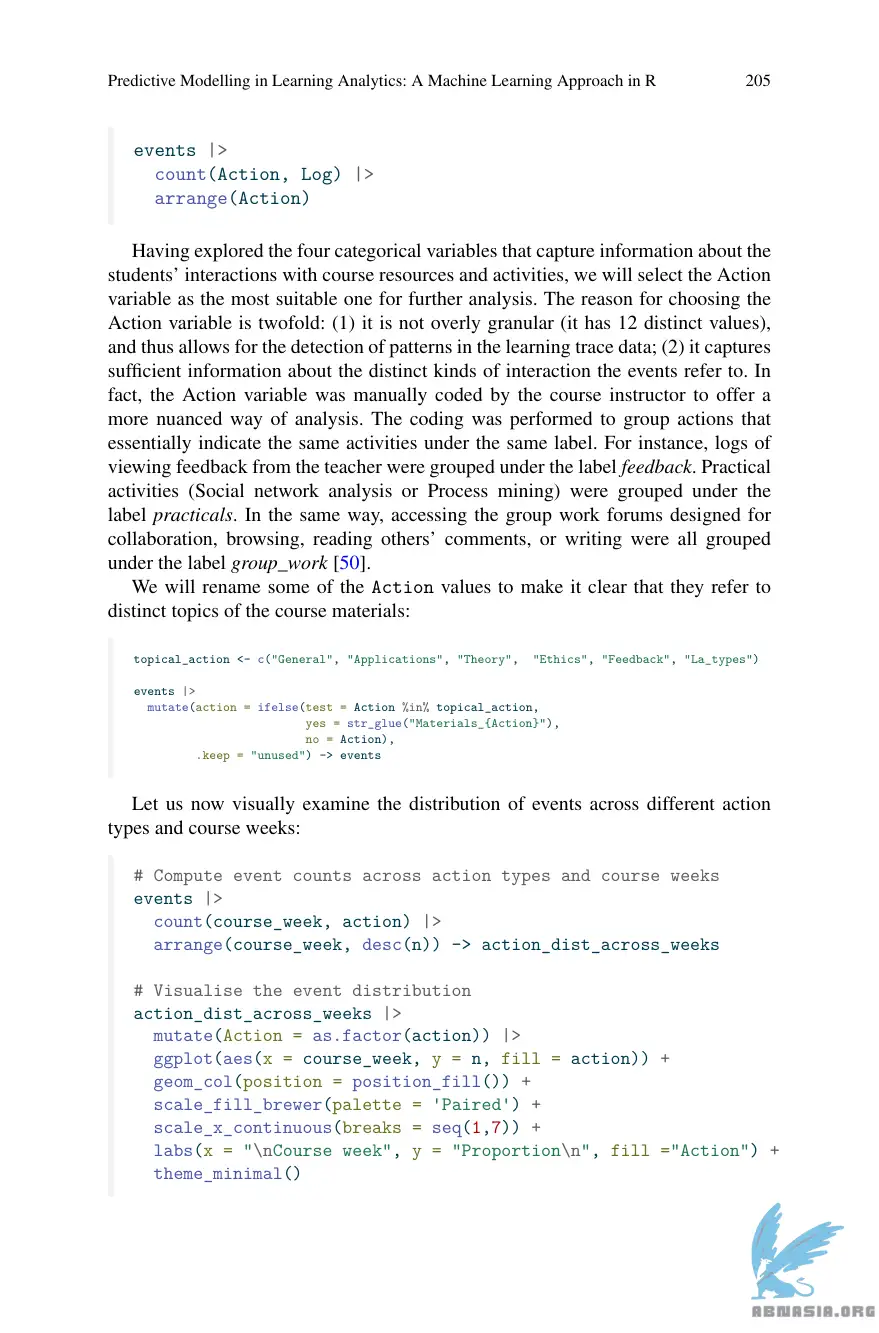 Predictive Modelling in Learning Analytics: A Machine Learning Approach in R 205
events |>
  count(Action, Log) |>
  arrange(Action)
Having explored the four categorical variables that capture information about the
students’ interactions with course resources and activities, we will select the Action
variable as the most suitable one for further analysis. The reason for choosing the
Action variable is twofold: (1) it is not overly granular (it has 12 distinct values),
and thus allows for the detection of patterns in the learning trace data; (2) it captures
sufficient information about the distinct kinds of interaction the events refer to. In
fact, the Action variable was manually coded by the course instructor to offer a
more nuanced way of analysis. The coding was performed to group actions that
essentially indicate the same activities under the same label. For instance, logs of
viewing feedback from the teacher were grouped under the label feedback. Practical
activities (Social network analysis or Process mining) were grouped under the
label practicals. In the same way, accessing the group work forums designed for
collaboration, browsing, reading others’ comments, or writing were all grouped
under the label group_work [50].
We will rename some of the Action values to make it clear that they refer to
distinct topics of the course materials:
topical_action <- c("General", "Applications", "Theory",  "Ethics", "Feedback", "La_types")
events |>
  mutate(action = ifelse(test = Action %in% topical_action,
                         yes = str_glue("Materials_{Action}"),
                         no = Action),
         .keep = "unused") -> events
Let us now visually examine the distribution of events across different action
types and course weeks:
# Compute event counts across action types and course weeks
events |>
  count(course_week, action) |>
  arrange(course_week, desc(n)) -> action_dist_across_weeks
# Visualise the event distribution
action_dist_across_weeks |>
  mutate(Action = as.factor(action)) |>
  ggplot(aes(x = course_week, y = n, fill = action)) +
  geom_col(position = position_fill()) +
  scale_fill_brewer(palette = 'Paired') +
  scale_x_continuous(breaks = seq(1,7)) +
  labs(x = "\nCourse week", y = "Proportion\n", fill ="Action") +
  theme_minimal()
ABNASIA.ORG